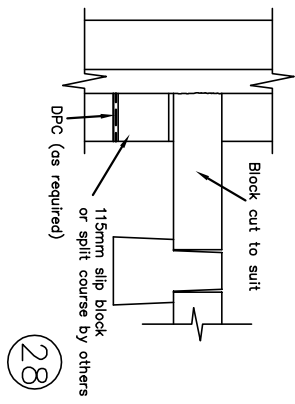 Block cut to suit
115mm slip block
or split course by others
DPC (as required)
28